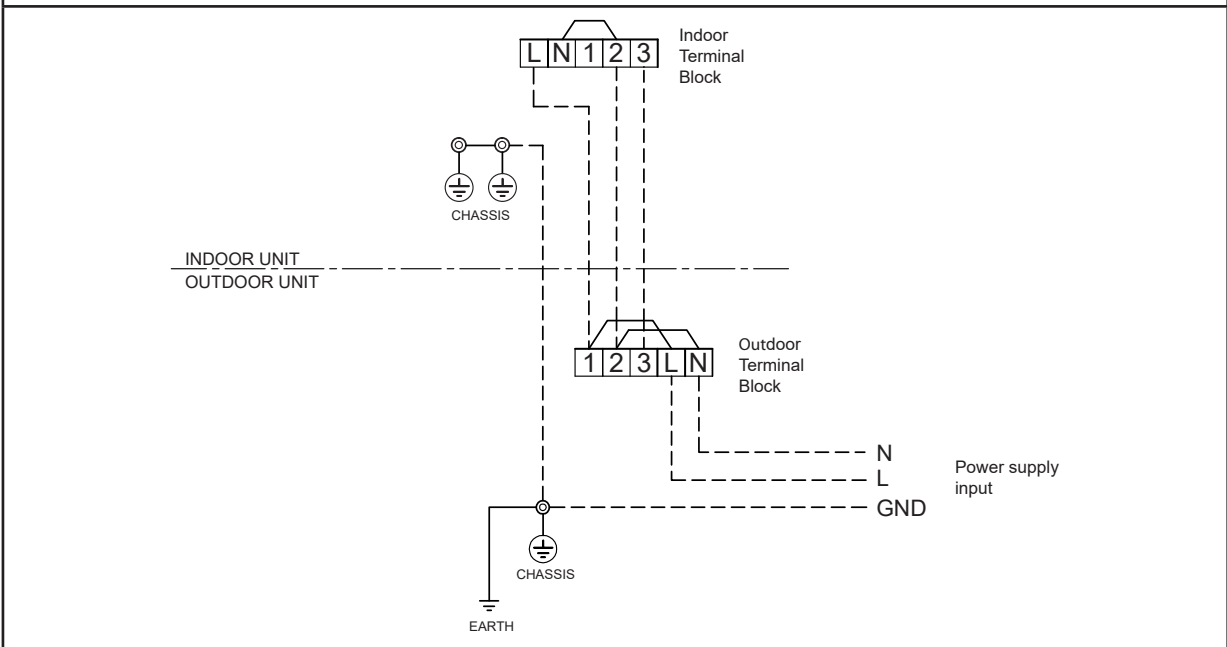 L N 1 2 3
Indoor
Terminal
Block
CHASSIS
INDOOR UNIT
OUTDOOR UNIT
1 2 3 L N
Outdoor
Terminal
Block
N
L
GND
Power supply
input
CHASSIS
EARTH